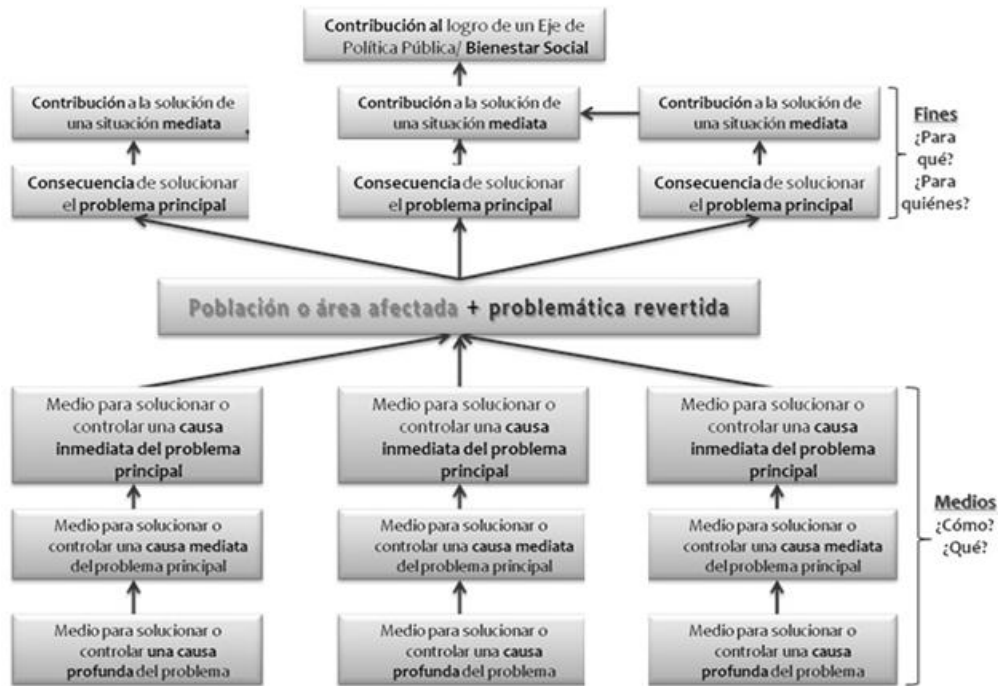 Contribución al logro de un Eje de
Política Pública/ Bienestar Social
Contribución a la solución de
una situación mediata
Contribución a la solución de
una situación mediata
Contribución a la solución de
una situación mediata
Fines
¿Para
qué?
¿Para
quiénes?
Consecuencia de solucionar
el problema principal
Consecuencia de solucionar
el problema principal
Consecuencia de solucionar
el problema principal
Población o área afectada + problemática revertida
Medio para solucionar o
controlar una causa
inmediata del problema
principal
Medio para solucionar o
controlar una causa
inmediata del problema
principal
Medio para solucionar o
controlar una causa
inmediata del problema
principal
Medio para solucionar o
controlar una causa mediata
del problema principal
Medio para solucionar o
controlar una causa mediata
del problema principal
Medio para solucionar o
controlar una causa mediata
del problema principal
Medios
¿Cómo?
¿Qué?
Medio para solucionar o
controlar una causa
profunda del problema
Medio para solucionar o
controlar una causa
profunda del problema
Medio para solucionar o
controlar una causa
profunda del problema